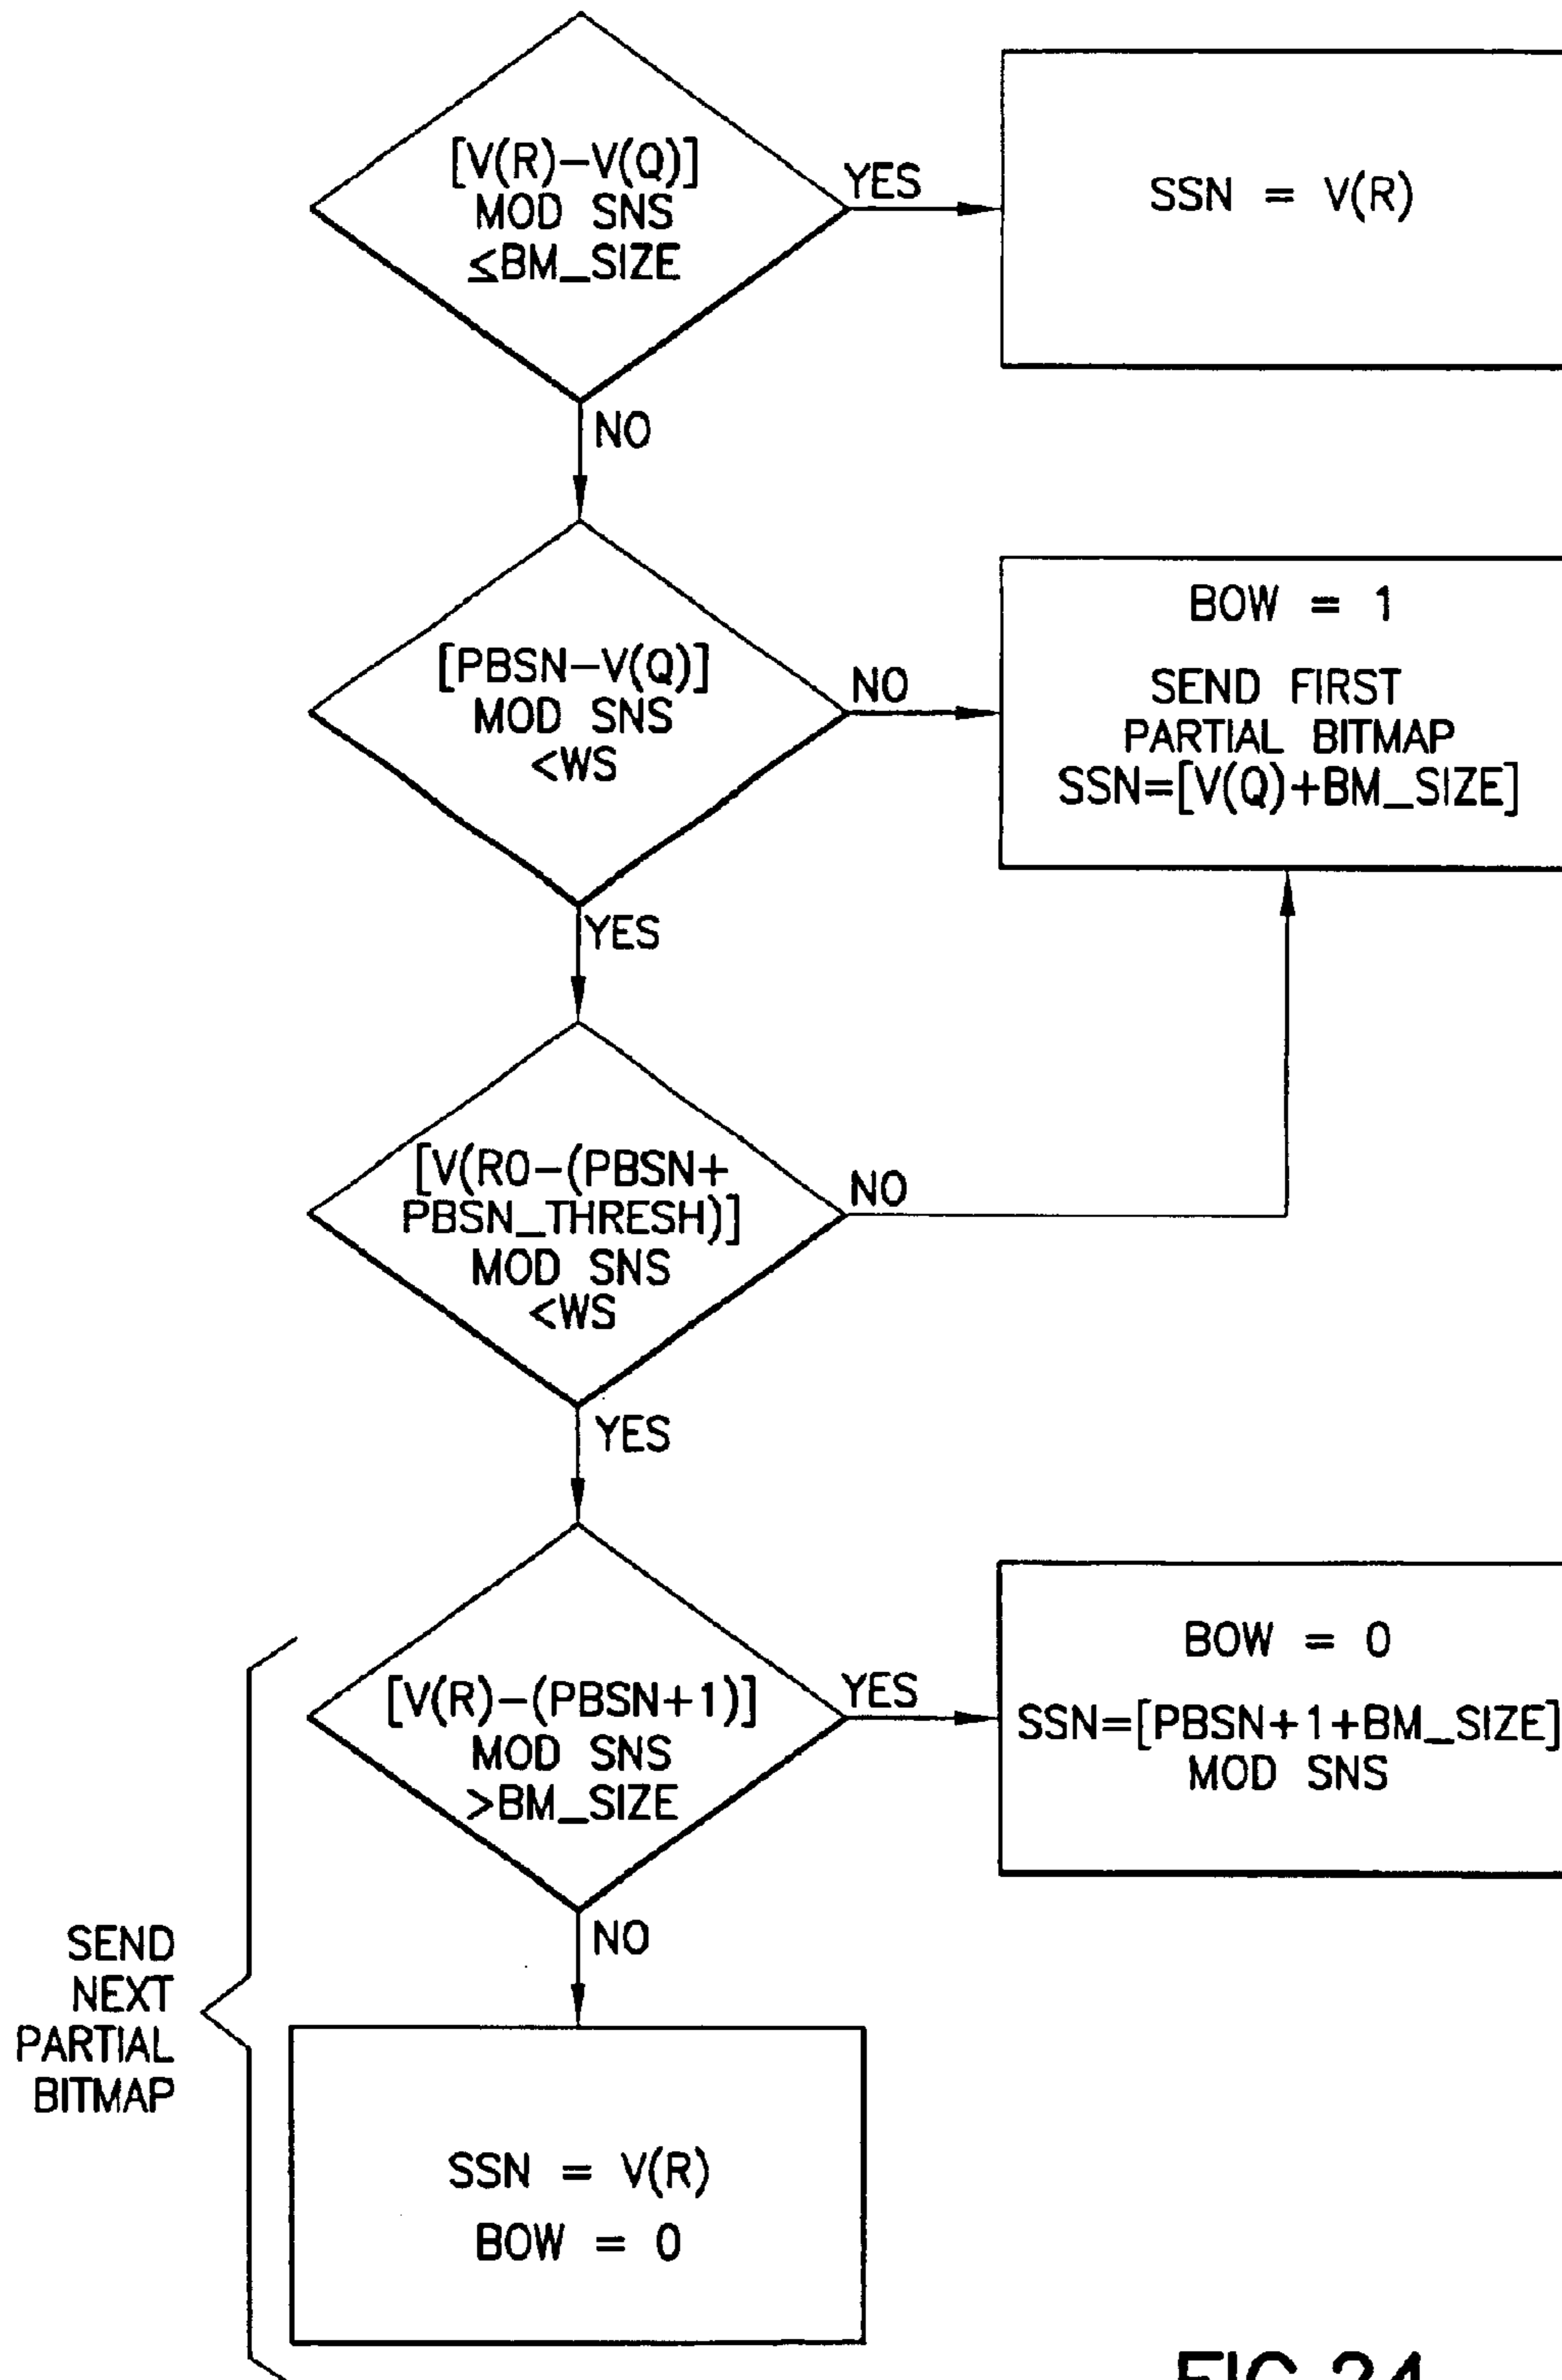 [V(R)-V(Q)]
MOD SNS
≤BM_SIZE
YES
SSN = V(R)
NO
[PBSN-V(Q)]
MOD SNS
<WS
NO
BOW = 1
SEND FIRST
PARTIAL BITMAP
SSN=[V(Q)+BM_SIZE]
YES
[V(RO-(PBSN+
PBSN_THRESH)]
MOD SNS
<WS
NO
YES
[V(R)-(PBSN+1)]
MOD SNS
>BM_SIZE
YES
BOW = 0
SSN=[PBSN+1+BM_SIZE]
MOD SNS
NO
SEND
NEXT
PARTIAL
BITMAP
SSN = V(R)
BOW = 0